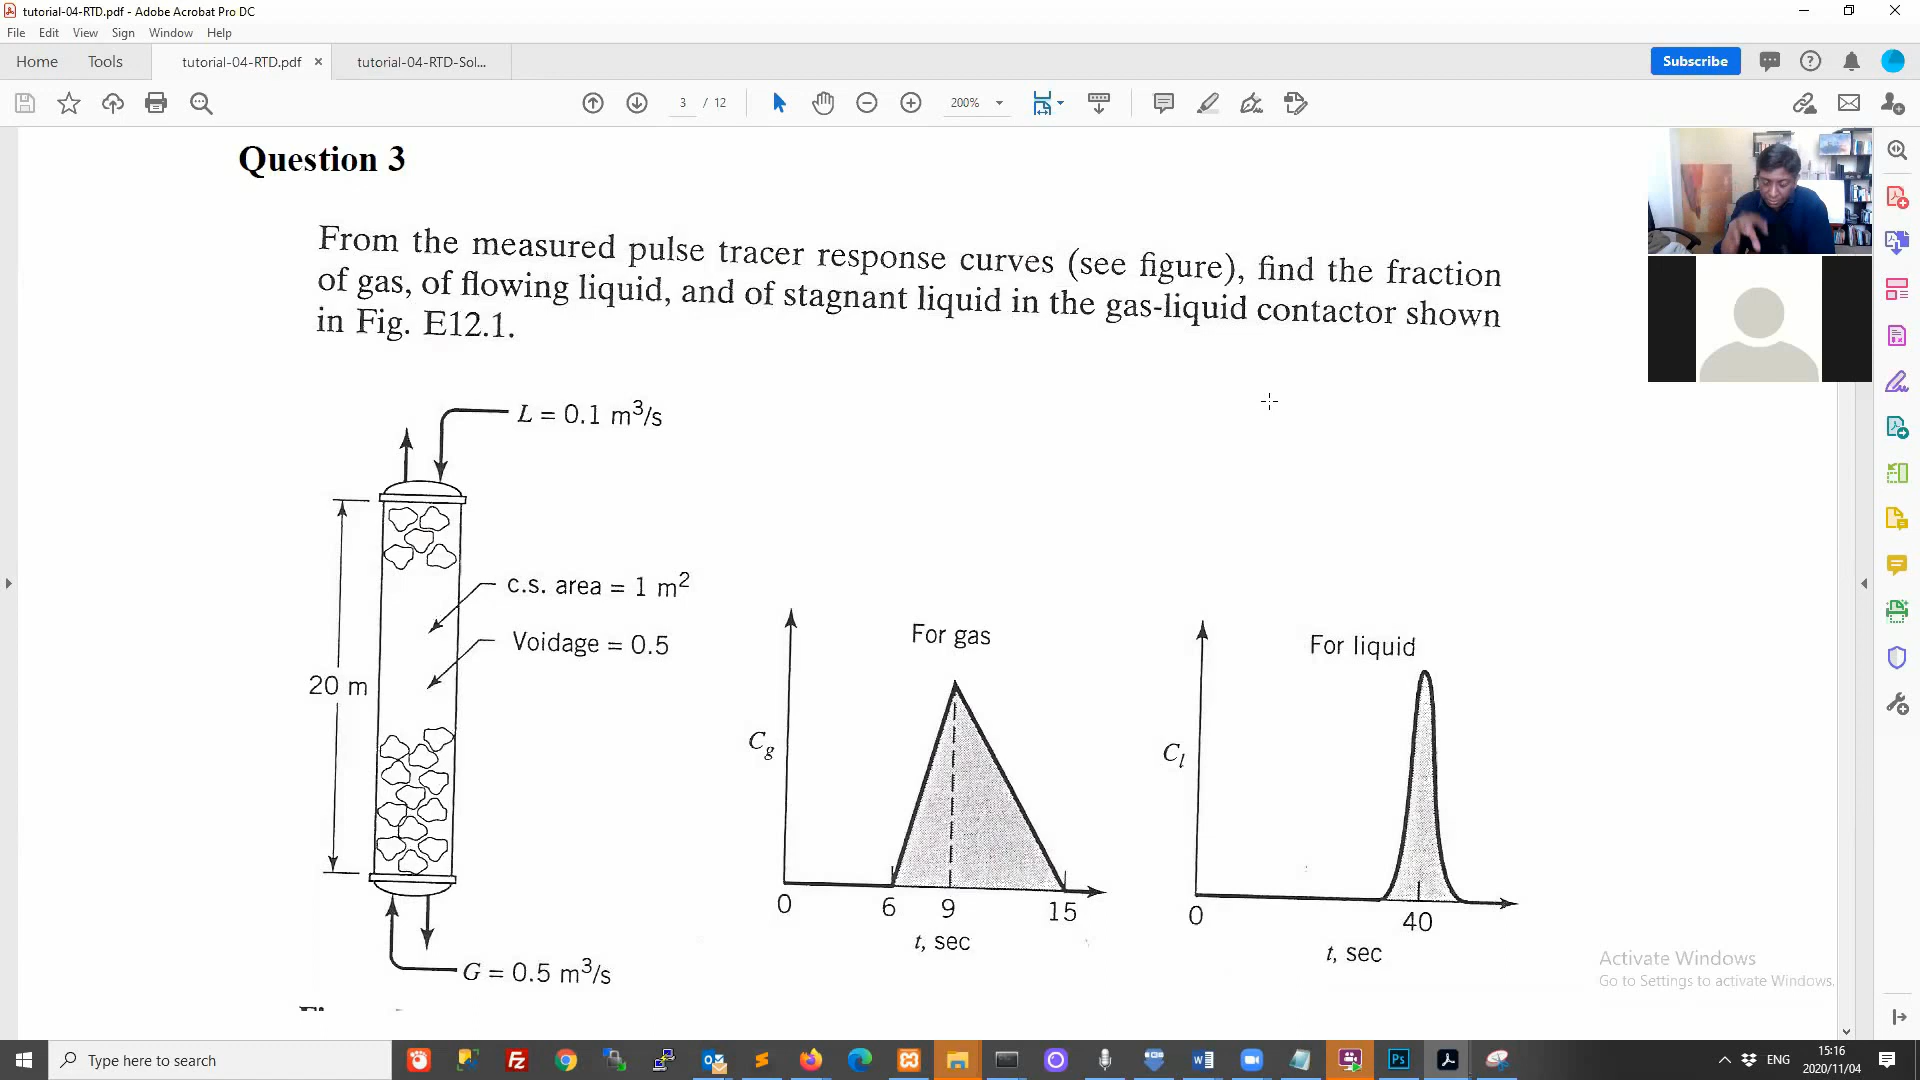 tutorial-04-RTD.pdf - Adobe Acrobat Pro DC
File Edit View Sign Window Help
Home Tools tutorial-04-RTD.pdf × tutorial-04-RTD-Sol...
Subscribe
3 / 12
200%
Question 3
From the measured pulse tracer response curves (see figure), find the fraction
of gas, of flowing liquid, and of stagnant liquid in the gas-liquid contactor shown
in Fig. E12.1.
L = 0.1 m³/s
c.s. area = 1 m²
Voidage = 0.5
20 m
G = 0.5 m³/s
For gas
C_g
0 6 9 15
t, sec
For liquid
C_l
0 40
t, sec
Activate Windows
Go to Settings to activate Windows.
Type here to search
ENG
15:16
2020/11/04